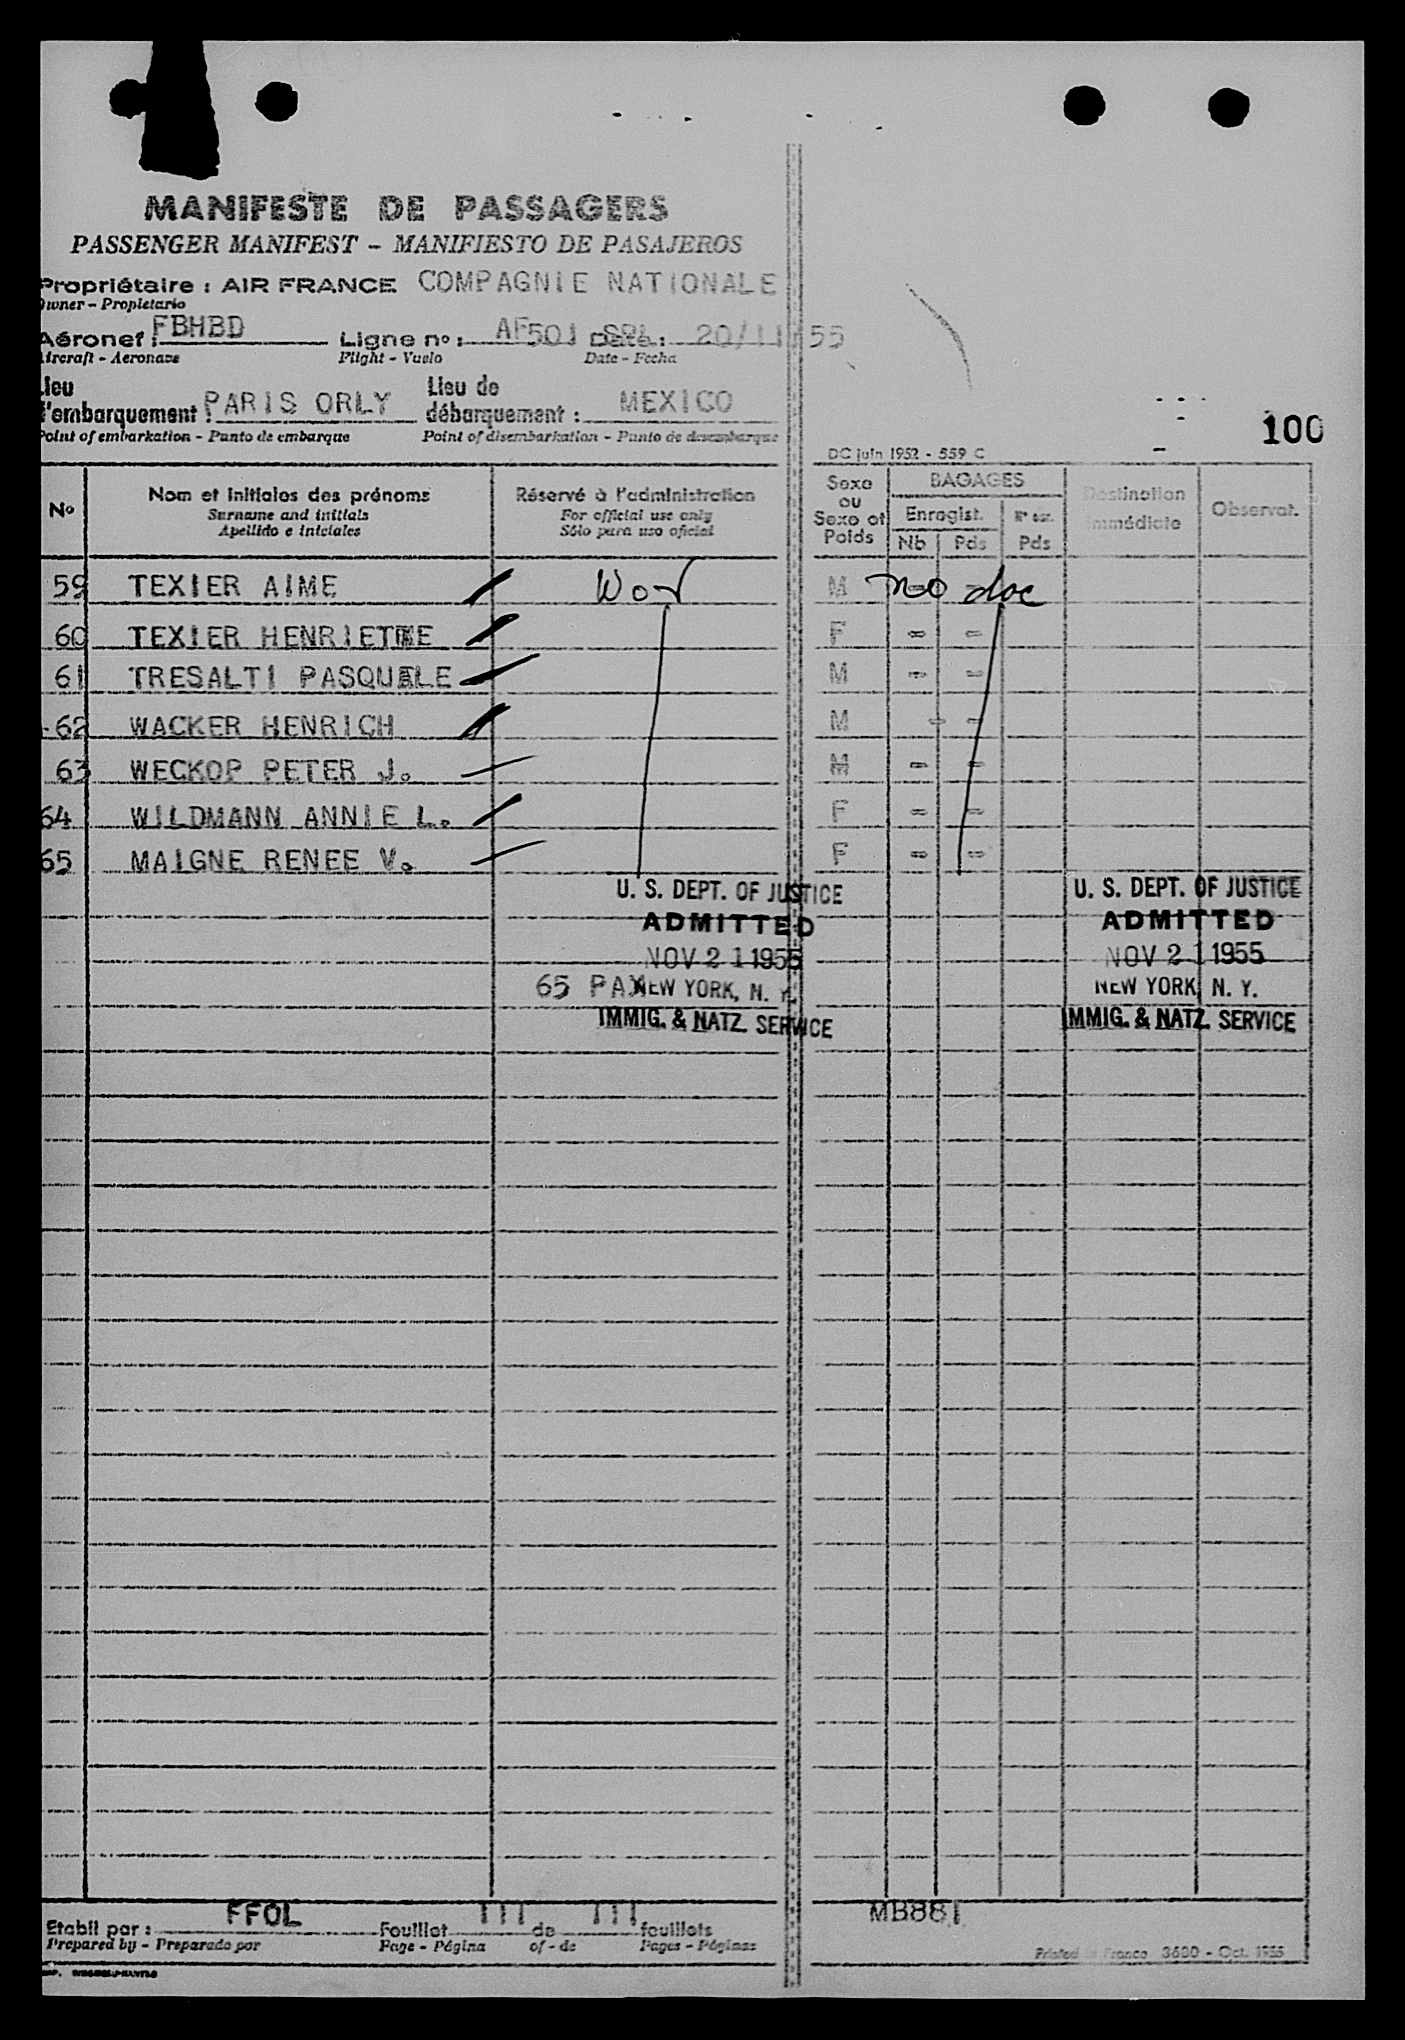 MANIFESTE DE PASSAGERS
PASSENGER MANIFEST - MANIFIESTO DE PASAJEROS
Propriétaire : AIR FRANCE COMPAGNIE NATIONALE
Owner - Propietario
Aéronef : FBHBD Ligne nº : AF501 Date : 20/11/55
Aircraft - Aeronave Flight - Vuelo Date - Fecha
Lieu d'embarquement : PARIS ORLY Lieu de débarquement : MEXICO
Point of embarkation - Punto de embarque Point of disembarkation - Punto de desembarque
100
DC juin 1952 - 559 C
Nº Nom et initiales des prénoms Réservé à l'administration Sexe ou Sexe et Poids BAGAGES Destination immédiate Observat.
Surname and initials For official use only Enregist.
Apellido e iniciales Sólo para uso oficial Nb Pds Pds
59 TEXIER AIME M no doc
60 TEXIER HENRIETTE F - -
61 TRESALTI PASQUALE M - -
62 WACKER HENRICH M - -
63 WECKOP PETER J. M - -
64 WILDMANN ANNIE L. F - -
65 MAIGNE RENEE V. F - -
U. S. DEPT. OF JUSTICE U. S. DEPT. OF JUSTICE
ADMITTED ADMITTED
NOV 21 1955 NOV 21 1955
65 PAX NEW YORK, N. Y. NEW YORK, N. Y.
IMMIG. & NATZ. SERVICE IMMIG. & NATZ. SERVICE
Etabli par : FFOL Feuillet III de III feuillets MB881
Prepared by - Preparado por Page - Página of - de Pages - Páginas
Printed in France 3600 - Oct. 1955